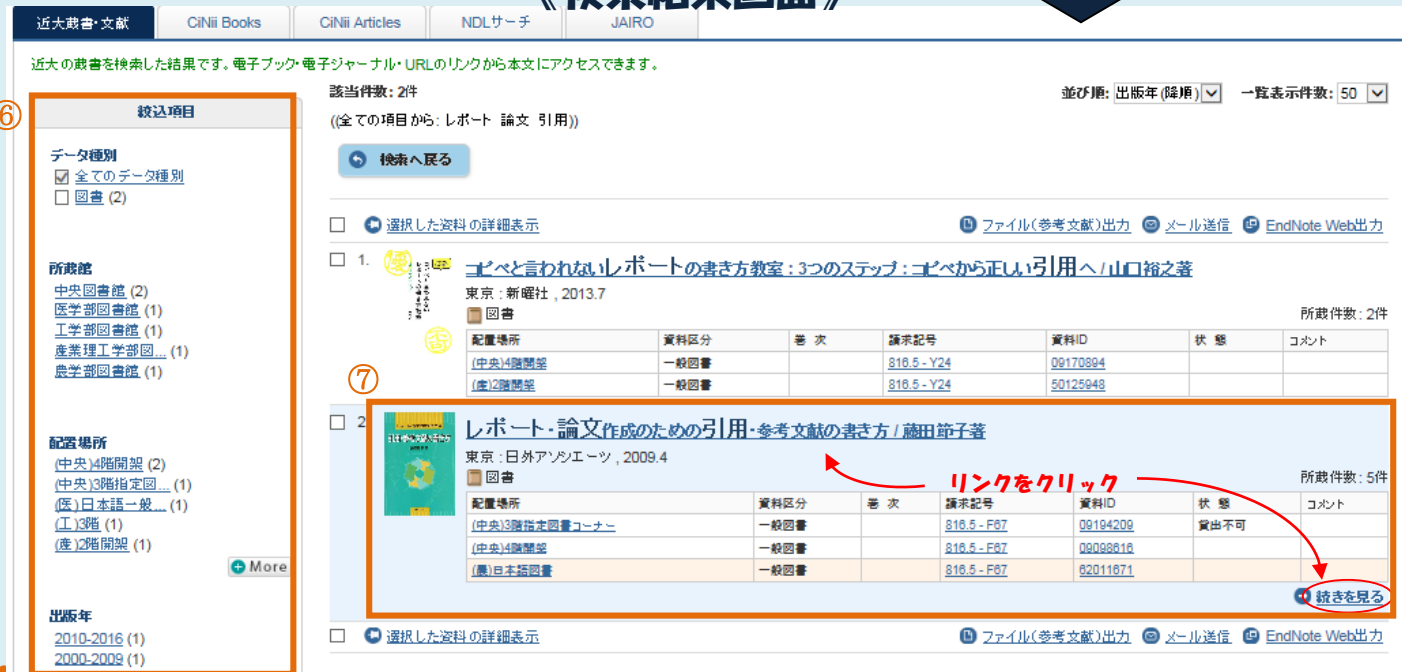 《検索結果画面》
近大蔵書・文献 CiNii Books CiNii Articles NDLサーチ JAIRO
近大の蔵書を検索した結果です。電子ブック・電子ジャーナル・URLのリンクから本文にアクセスできます。
⑥
絞込項目
データ種別
全てのデータ種別
図書 (2)
所蔵館
中央図書館 (2)
医学部図書館 (1)
工学部図書館 (1)
産業理工学部図... (1)
農学部図書館 (1)
配置場所
(中央)4階開架 (2)
(中央)3階指定図... (1)
(医)日本語一般... (1)
(工)3階 (1)
(産)2階開架 (1)
More
出版年
2010-2016 (1)
2000-2009 (1)
該当件数: 2件
並び順: 出版年(降順) 一覧表示件数: 50
((全ての項目から: レポート 論文 引用))
検索へ戻る
選択した資料の詳細表示 ファイル(参考文献)出力 メール送信 EndNote Web出力
1. コピペと言われないレポートの書き方教室 : 3つのステップ : コピペから正しい引用へ / 山口裕之著
東京 : 新曜社 , 2013.7
図書 所蔵件数: 2件
配置場所 資料区分 巻 次 請求記号 資料ID 状 態 コメント
(中央)4階開架 一般図書 816.5 - Y24 09170894
(産)2階開架 一般図書 816.5 - Y24 50125948
⑦
2 レポート・論文作成のための引用・参考文献の書き方 / 藤田節子著
東京 : 日外アソシエーツ , 2009.4
図書 所蔵件数: 5件
リンクをクリック
配置場所 資料区分 巻 次 請求記号 資料ID 状 態 コメント
(中央)3階指定図書コーナー 一般図書 816.5 - F67 09194209 貸出不可
(中央)4階開架 一般図書 816.5 - F67 09098616
(農)日本語図書 一般図書 816.5 - F67 62011671
続きを見る
選択した資料の詳細表示 ファイル(参考文献)出力 メール送信 EndNote Web出力